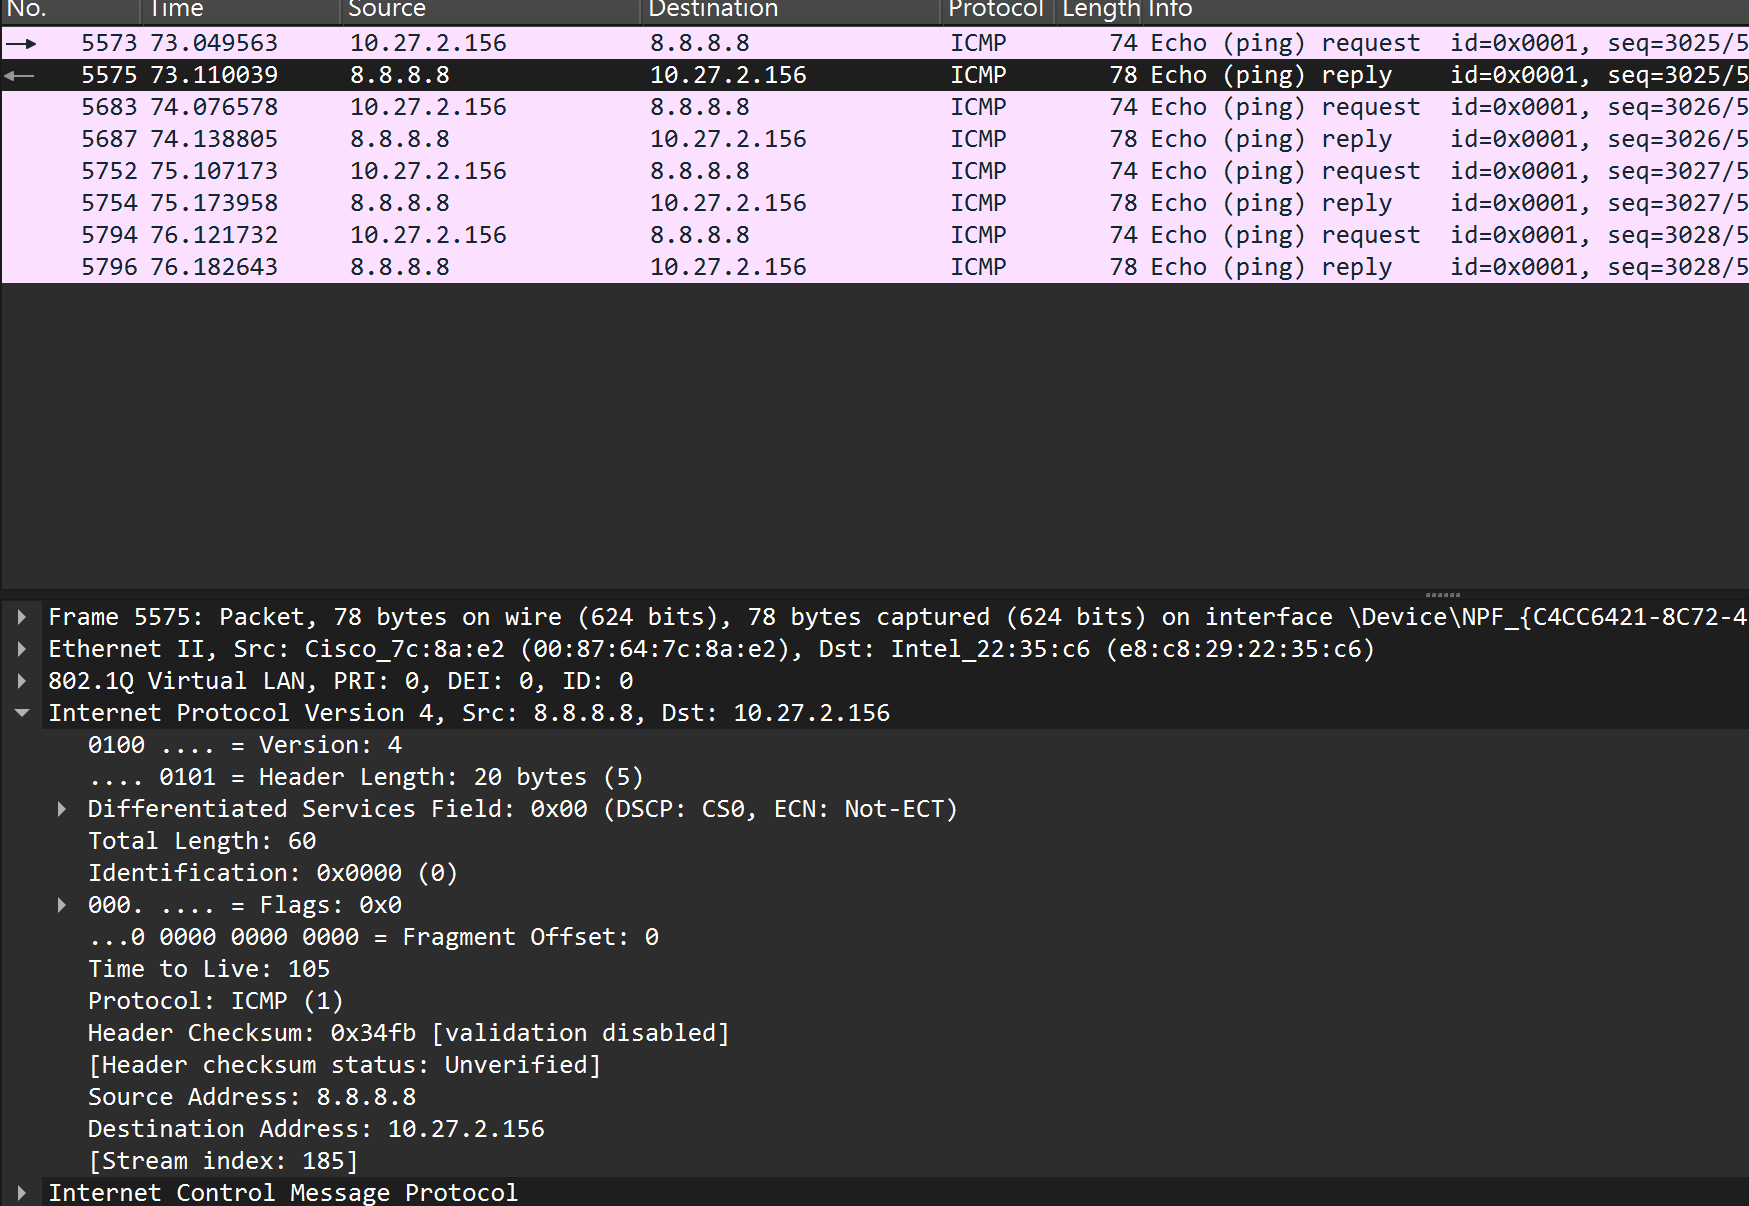 No. Time Source Destination Protocol Length Info
5573 73.049563 10.27.2.156 8.8.8.8 ICMP 74 Echo (ping) request id=0x0001, seq=3025/5
5575 73.110039 8.8.8.8 10.27.2.156 ICMP 78 Echo (ping) reply id=0x0001, seq=3025/5
5683 74.076578 10.27.2.156 8.8.8.8 ICMP 74 Echo (ping) request id=0x0001, seq=3026/5
5687 74.138805 8.8.8.8 10.27.2.156 ICMP 78 Echo (ping) reply id=0x0001, seq=3026/5
5752 75.107173 10.27.2.156 8.8.8.8 ICMP 74 Echo (ping) request id=0x0001, seq=3027/5
5754 75.173958 8.8.8.8 10.27.2.156 ICMP 78 Echo (ping) reply id=0x0001, seq=3027/5
5794 76.121732 10.27.2.156 8.8.8.8 ICMP 74 Echo (ping) request id=0x0001, seq=3028/5
5796 76.182643 8.8.8.8 10.27.2.156 ICMP 78 Echo (ping) reply id=0x0001, seq=3028/5
Frame 5575: Packet, 78 bytes on wire (624 bits), 78 bytes captured (624 bits) on interface \Device\NPF_{C4CC6421-8C72-4
Ethernet II, Src: Cisco_7c:8a:e2 (00:87:64:7c:8a:e2), Dst: Intel_22:35:c6 (e8:c8:29:22:35:c6)
802.1Q Virtual LAN, PRI: 0, DEI: 0, ID: 0
Internet Protocol Version 4, Src: 8.8.8.8, Dst: 10.27.2.156
0100 .... = Version: 4
.... 0101 = Header Length: 20 bytes (5)
Differentiated Services Field: 0x00 (DSCP: CS0, ECN: Not-ECT)
Total Length: 60
Identification: 0x0000 (0)
000. .... = Flags: 0x0
...0 0000 0000 0000 = Fragment Offset: 0
Time to Live: 105
Protocol: ICMP (1)
Header Checksum: 0x34fb [validation disabled]
[Header checksum status: Unverified]
Source Address: 8.8.8.8
Destination Address: 10.27.2.156
[Stream index: 185]
Internet Control Message Protocol